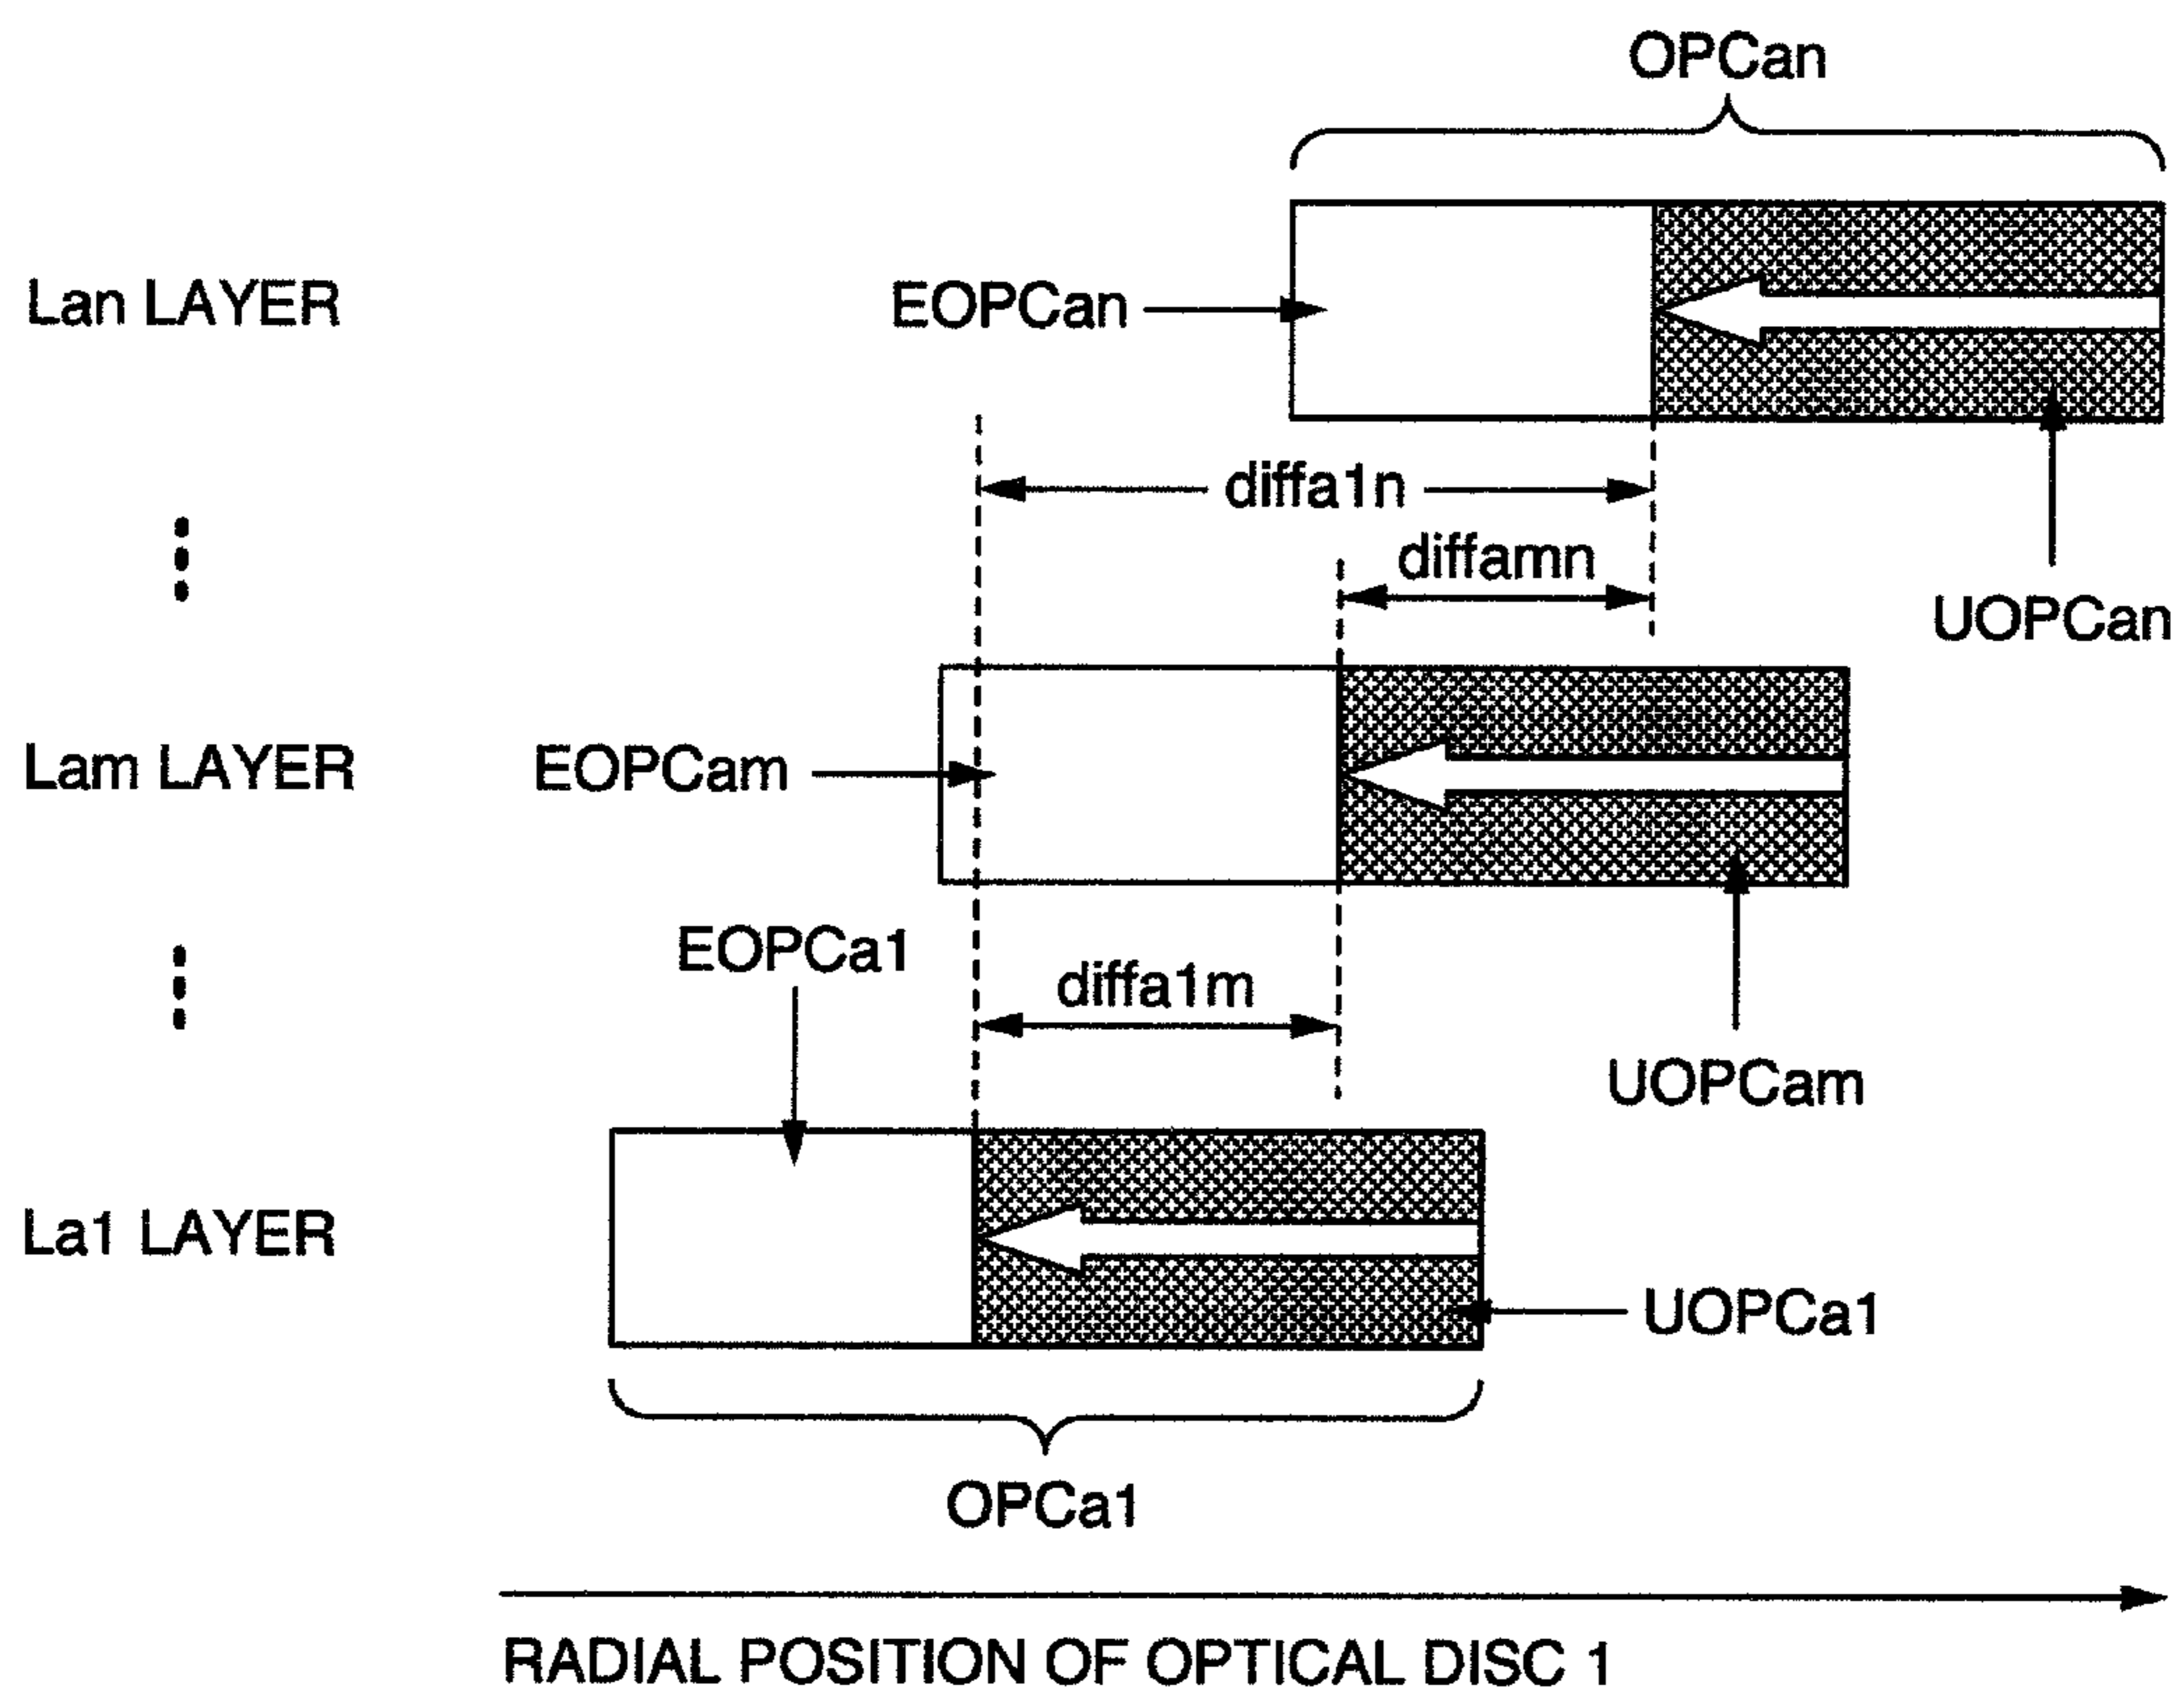 OPCan
Lan LAYER
EOPCan
diffa1n
diffamn
UOPCan
Lam LAYER
EOPCam
EOPCa1
diffa1m
UOPCam
La1 LAYER
UOPCa1
OPCa1
RADIAL POSITION OF OPTICAL DISC 1